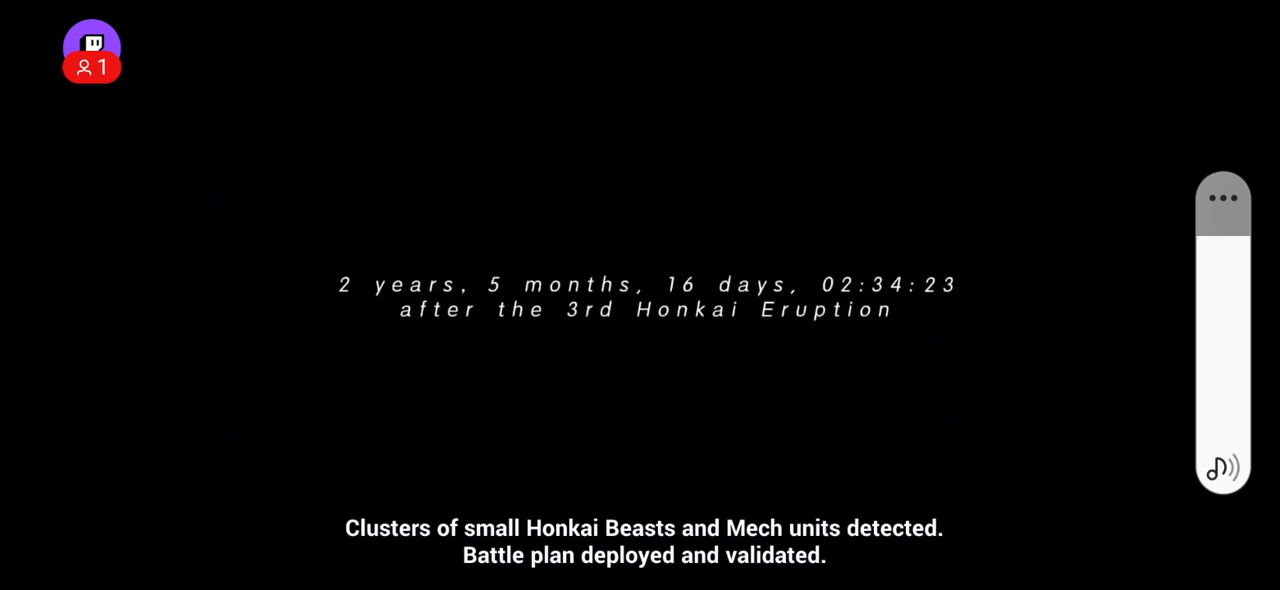 1
2 years, 5 months, 16 days, 02:34:23
after the 3rd Honkai Eruption
Clusters of small Honkai Beasts and Mech units detected.
Battle plan deployed and validated.